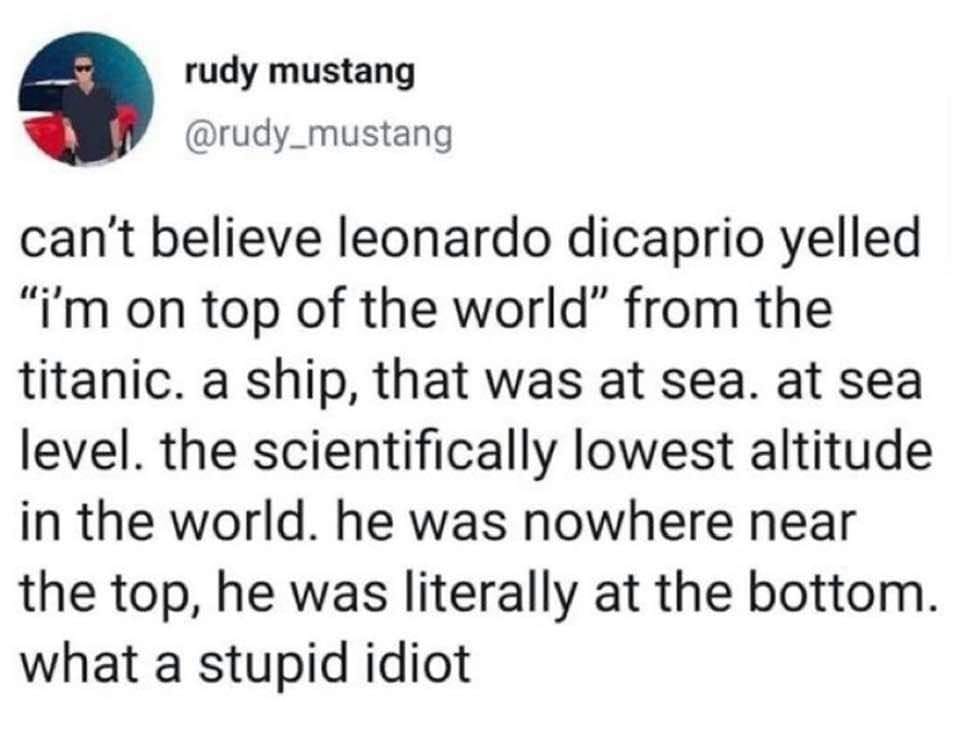 rudy mustang
@rudy_mustang
can't believe leonardo dicaprio yelled
“i'm on top of the world” from the
titanic. a ship, that was at sea. at sea
level. the scientifically lowest altitude
in the world. he was nowhere near
the top, he was literally at the bottom.
what a stupid idiot